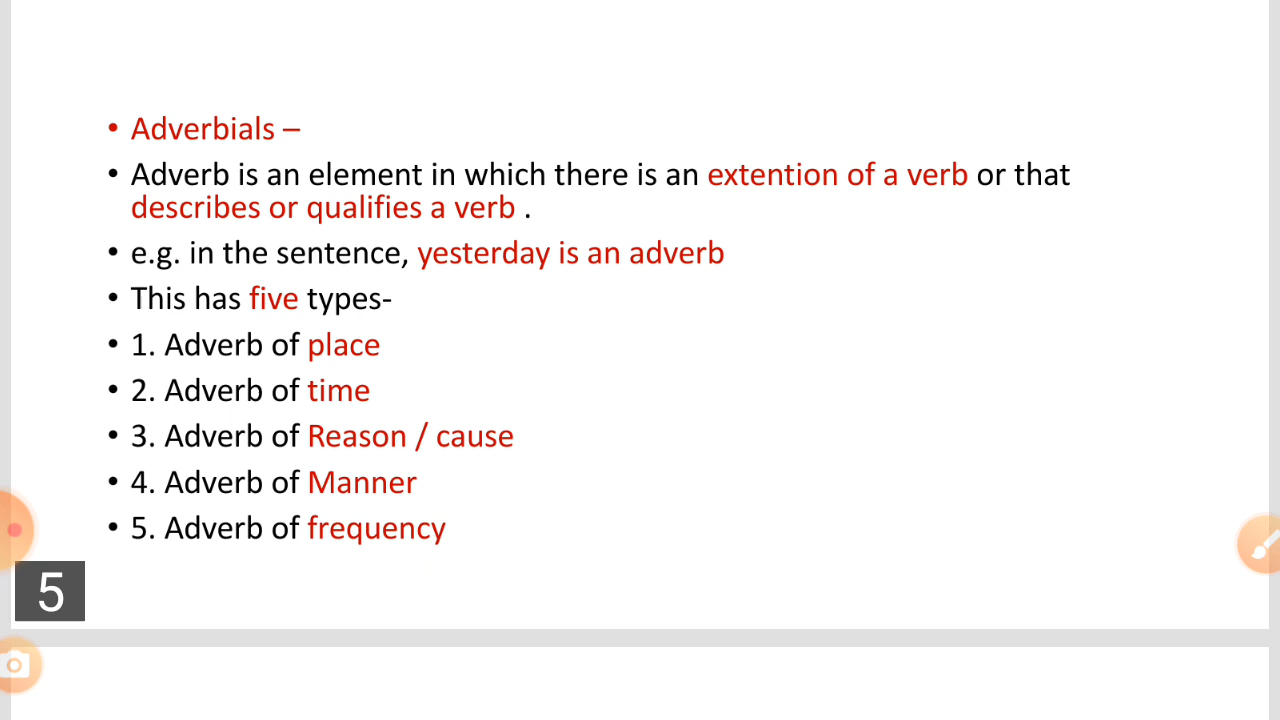 • Adverbials –
• Adverb is an element in which there is an extention of a verb or that
describes or qualifies a verb .
• e.g. in the sentence, yesterday is an adverb
• This has five types-
• 1. Adverb of place
• 2. Adverb of time
• 3. Adverb of Reason / cause
• 4. Adverb of Manner
• 5. Adverb of frequency
5